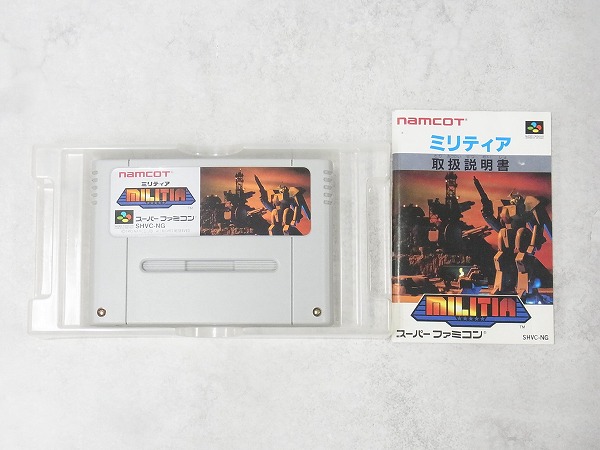 namcot
ミリティア
MILITIA
TM
スーパーファミコン
SHVC-NG
namcot
ミリティア
取扱説明書
MILITIA
TM
スーパーファミコン
SHVC-NG